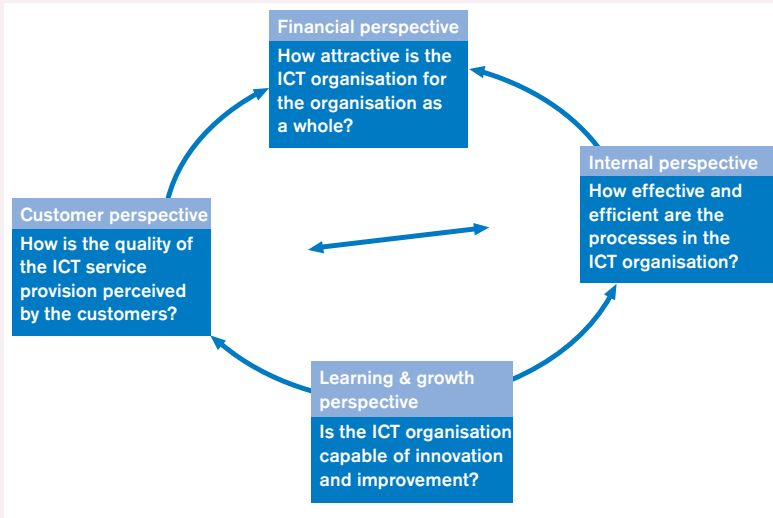 Financial perspective
How attractive is the
ICT organisation for
the organisation as
a whole?
Internal perspective
How effective and
efficient are the
processes in the
ICT organisation?
Customer perspective
How is the quality of
the ICT service
provision perceived
by the customers?
Learning & growth
perspective
Is the ICT organisation
capable of innovation
and improvement?